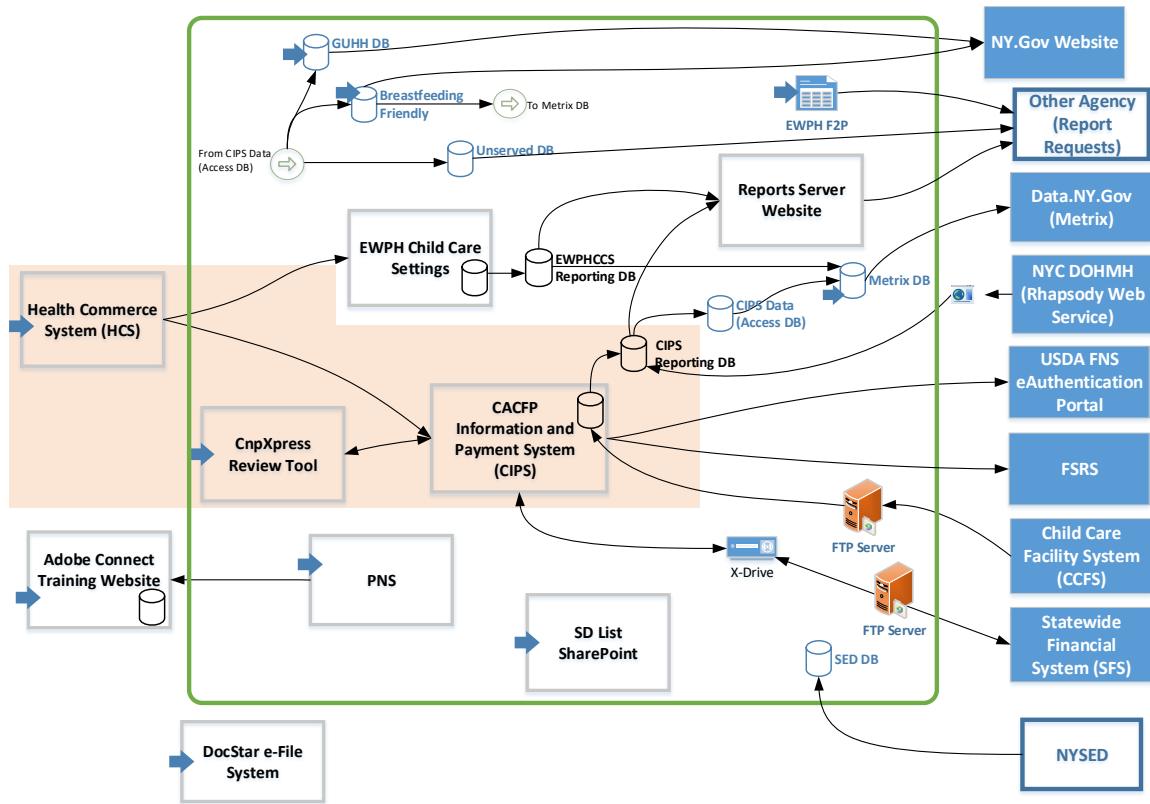 GUHH DB
NY.Gov Website
Breastfeeding
Friendly
To Metrix DB
EWPH F2P
Other Agency
(Report
Requests)
From CIPS Data
(Access DB)
Unserved DB
Reports Server
Website
Data.NY.Gov
(Metrix)
EWPH Child Care
Settings
EWPHCCS
Reporting DB
Metrix DB
NYC DOHMH
(Rhapsody Web
Service)
Health Commerce
System (HCS)
CIPS Data
(Access DB)
CIPS
Reporting DB
USDA FNS
eAuthentication
Portal
CACFP
Information and
Payment System
(CIPS)
CnpXpress
Review Tool
FSRS
FTP Server
Child Care
Facility System
(CCFS)
Adobe Connect
Training Website
PNS
X-Drive
FTP Server
Statewide
Financial
System (SFS)
SD List
SharePoint
SED DB
DocStar e-File
System
NYSED